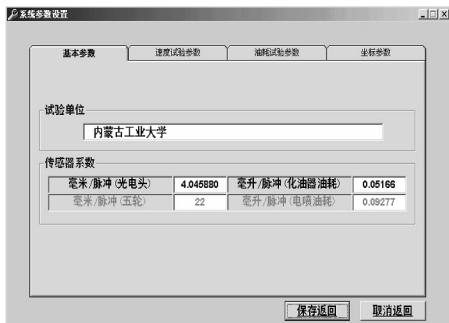 系统参数设置
基本参数 速度试验参数 油耗试验参数 坐标参数
试验单位
内蒙古工业大学
传感器系数
毫米/脉冲(光电头) 4.045880 毫升/脉冲(化油器油耗) 0.05166
毫米/脉冲(五轮) 22 毫升/脉冲(电喷油耗) 0.09277
保存返回 取消返回